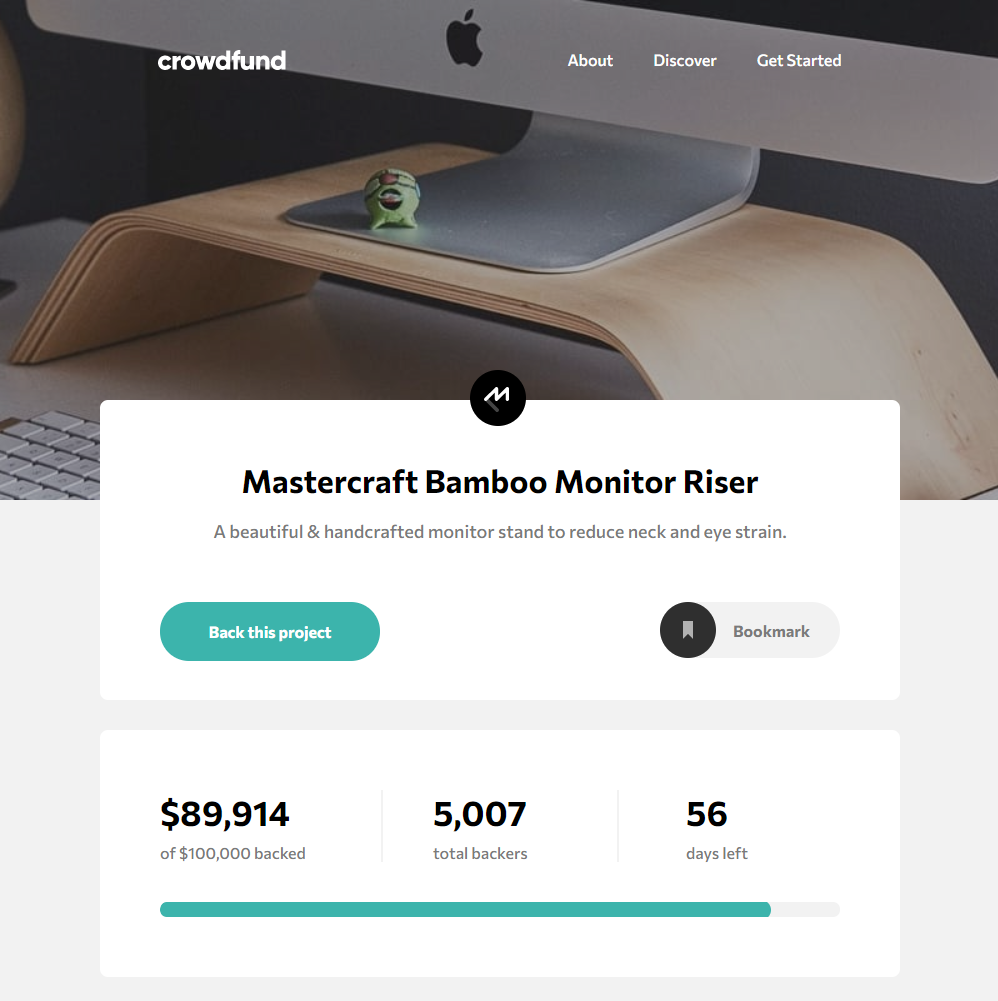 crowdfund
About Discover Get Started
Mastercraft Bamboo Monitor Riser
A beautiful & handcrafted monitor stand to reduce neck and eye strain.
Back this project
Bookmark
$89,914
of $100,000 backed
5,007
total backers
56
days left